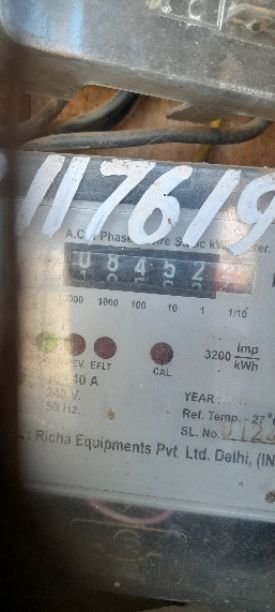 117619
A.C. Phase Wire Static kWh Meter.
08452
10000 1000 100 10 1 1/10
REV. EFLT
CAL
3200 imp/kWh
40 A
240 V.
50 Hz.
YEAR :
Ref. Temp. - 27°
SL. No.
: Richa Equipments Pvt. Ltd. Delhi, (IN